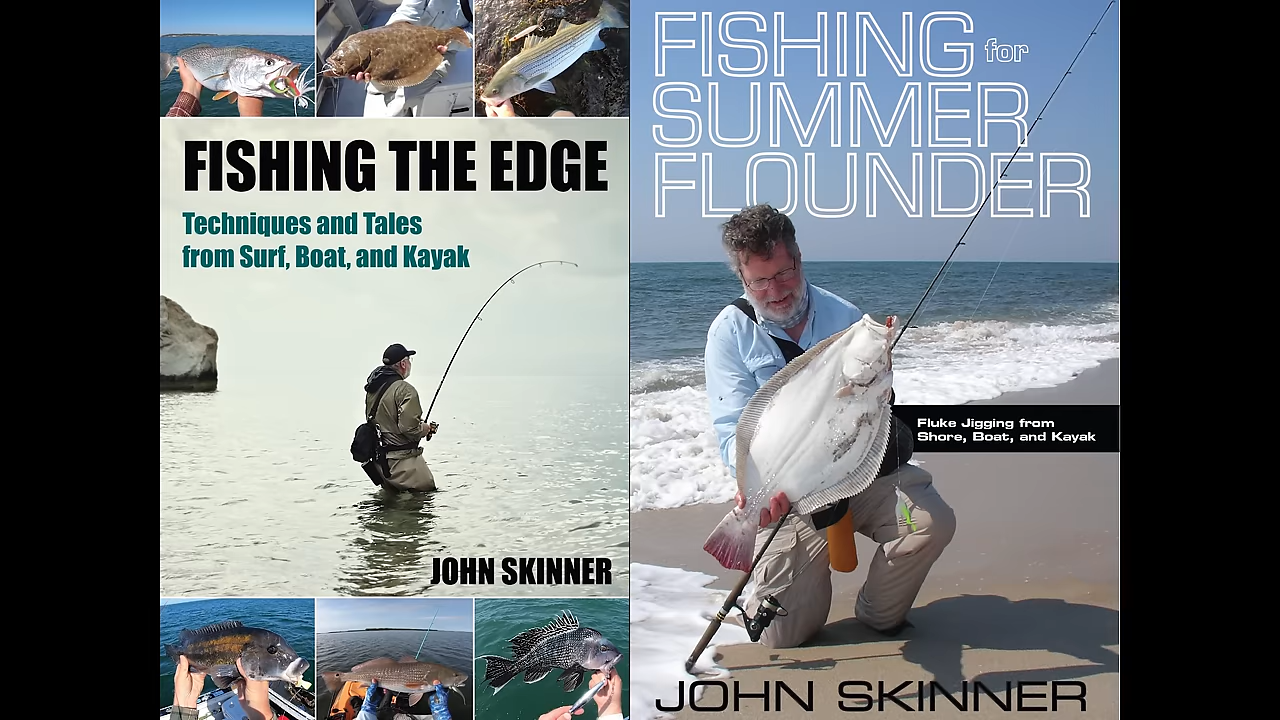 FISHING THE EDGE
Techniques and Tales
from Surf, Boat, and Kayak
JOHN SKINNER
FISHING for
SUMMER
FLOUNDER
Fluke Jigging from
Shore, Boat, and Kayak
JOHN SKINNER